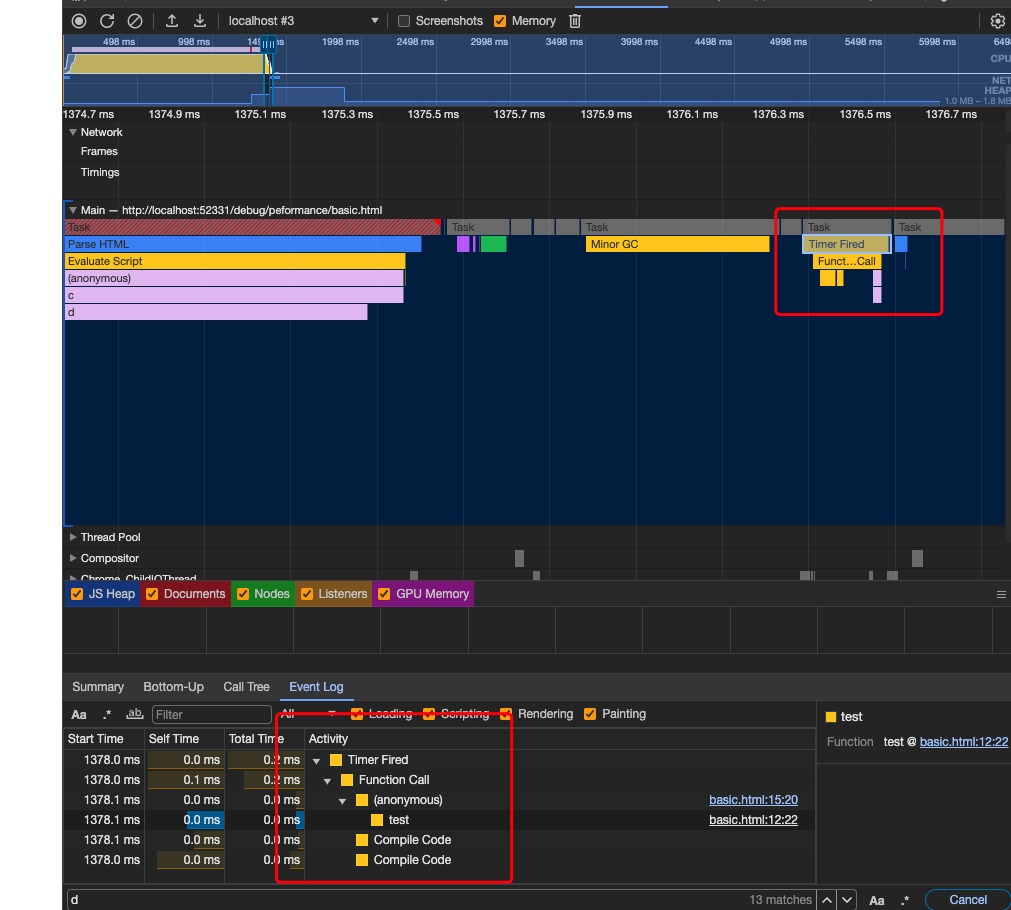 localhost #3 Screenshots Memory
498 ms 998 ms 1998 ms 2498 ms 2998 ms 3498 ms 3998 ms 4498 ms 4998 ms 5498 ms 5998 ms
CPU
NET
HEAP
1.0 MB – 1.8 MB
1374.7 ms 1374.9 ms 1375.1 ms 1375.3 ms 1375.5 ms 1375.7 ms 1375.9 ms 1376.1 ms 1376.3 ms 1376.5 ms 1376.7 ms
Network
Frames
Timings
Main — http://localhost:52331/debug/peformance/basic.html
Task Task Task Task Task
Parse HTML Minor GC Timer Fired
Evaluate Script Funct…Call
(anonymous)
c
d
Thread Pool
Compositor
Chrome_ChildIOThread
JS Heap Documents Nodes Listeners GPU Memory
Summary Bottom-Up Call Tree Event Log
Aa .* ab Filter All Loading Scripting Rendering Painting
Start Time Self Time Total Time Activity
1378.0 ms 0.0 ms 0.2 ms Timer Fired
1378.0 ms 0.1 ms 0.2 ms Function Call
1378.1 ms 0.0 ms 0.0 ms (anonymous) basic.html:15:20
1378.1 ms 0.0 ms 0.0 ms test basic.html:12:22
1378.1 ms 0.0 ms 0.0 ms Compile Code
1378.0 ms 0.0 ms 0.0 ms Compile Code
test
Function test @ basic.html:12:22
d 13 matches Aa .* Cancel